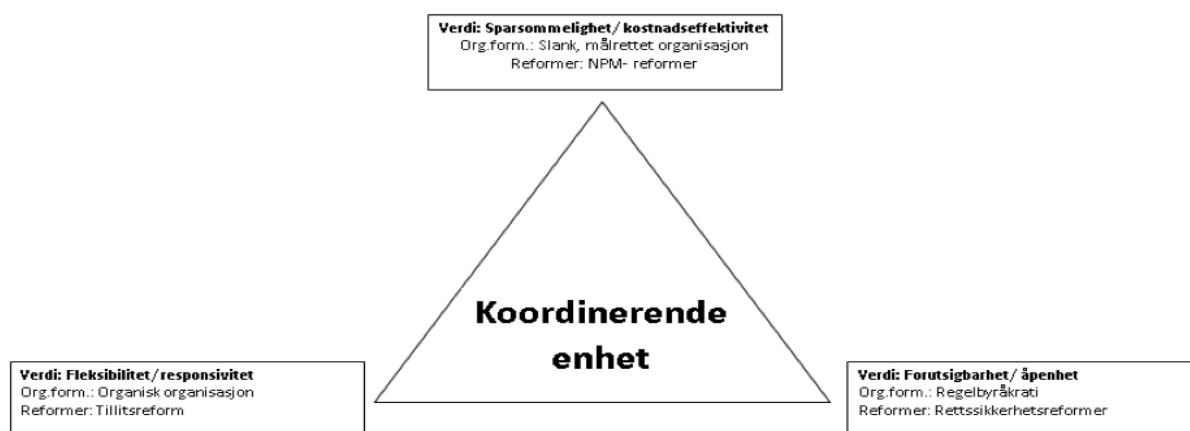 Verdi: Sparsommelighet/ kostnadseffektivitet
Org.form.: Slank, målrettet organisasjon
Reformer: NPM- reformer
Koordinerende
enhet
Verdi: Fleksibilitet/ responsivitet
Org.form.: Organisk organisasjon
Reformer: Tillitsreform
Verdi: Forutsigbarhet/ åpenhet
Org.form.: Regelbyråkrati
Reformer: Rettssikkerhetsreformer